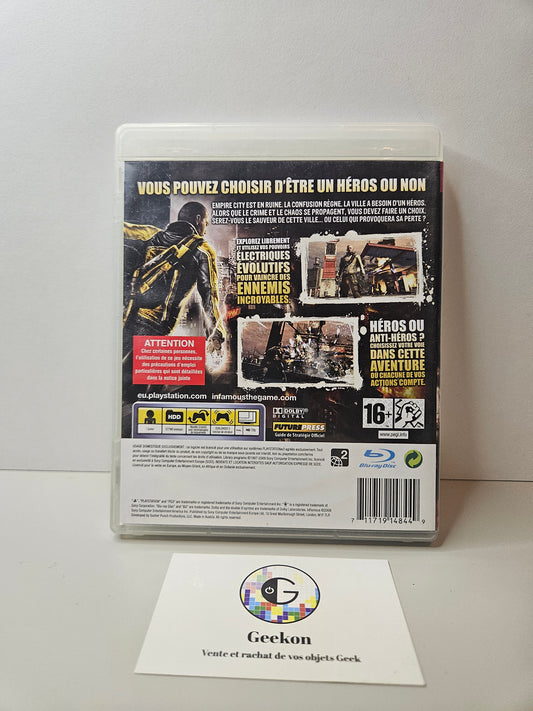 VOUS POUVEZ CHOISIR D'ÊTRE UN HÉROS OU NON
EMPIRE CITY EST EN RUINE. LA CONFUSION RÈGNE. LA VILLE A BESOIN D'UN HÉROS.
ALORS QUE LE CRIME ET LE CHAOS SE PROPAGENT, VOUS DEVEZ FAIRE UN CHOIX.
SEREZ-VOUS LE SAUVEUR DE CETTE VILLE... OU CELUI QUI PROVOQUERA SA PERTE ?
EXPLOREZ LIBREMENT
ET UTILISEZ VOS POUVOIRS
ÉLECTRIQUES
ÉVOLUTIFS
POUR VAINCRE DES
ENNEMIS
INCROYABLES.
HÉROS OU
ANTI-HÉROS ?
CHOISISSEZ VOTRE VOIE
DANS CETTE
AVENTURE
OU CHACUNE DE VOS
ACTIONS COMPTE.
ATTENTION
Chez certaines personnes,
l'utilisation de ce jeu nécessite
des précautions d'emploi
particulières qui sont détaillées
dans la notice jointe
eu.playstation.com
infamousthegame.com
HDD
DOLBY
DIGITAL
FUTUREPRESS
Guide de Stratégie Officiel
16+
www.pegi.info
2
Blu-ray Disc
7 11719 14844 9
G
Geekon
Vente et rachat de vos objets Geek